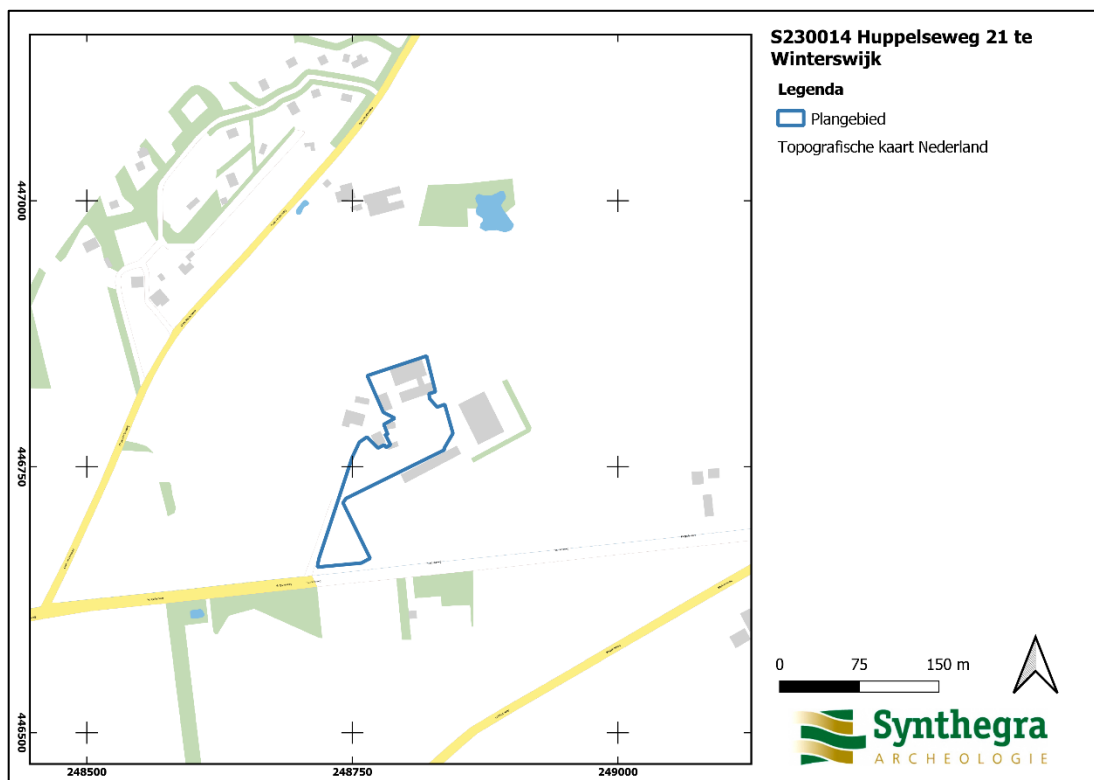 S230014 Huppelseweg 21 te
Winterswijk
Legenda
Plangebied
Topografische kaart Nederland
447000
446750
446500
248500
248750
249000
0 75 150 m
Synthegra
ARCHEOLOGIE